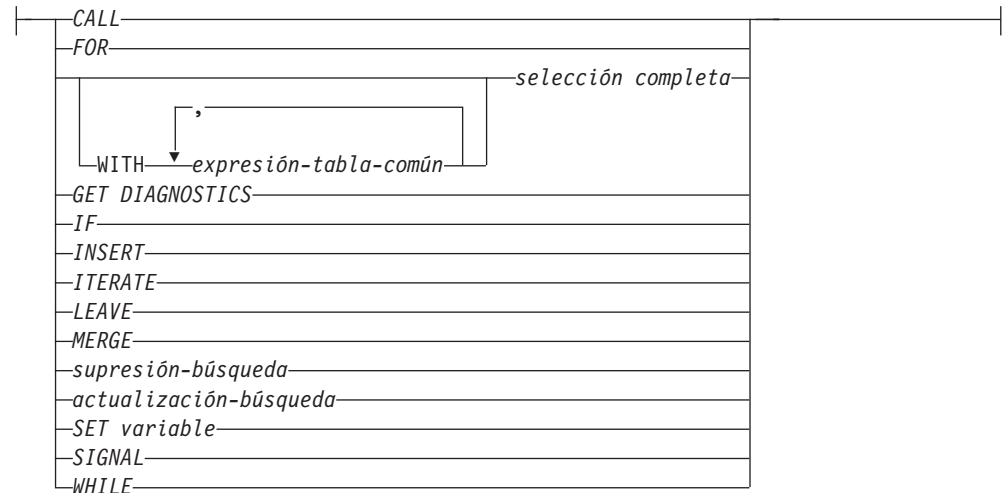 CALL
FOR
selección completa
,
WITH expresión-tabla-común
GET DIAGNOSTICS
IF
INSERT
ITERATE
LEAVE
MERGE
supresión-búsqueda
actualización-búsqueda
SET variable
SIGNAL
WHILE